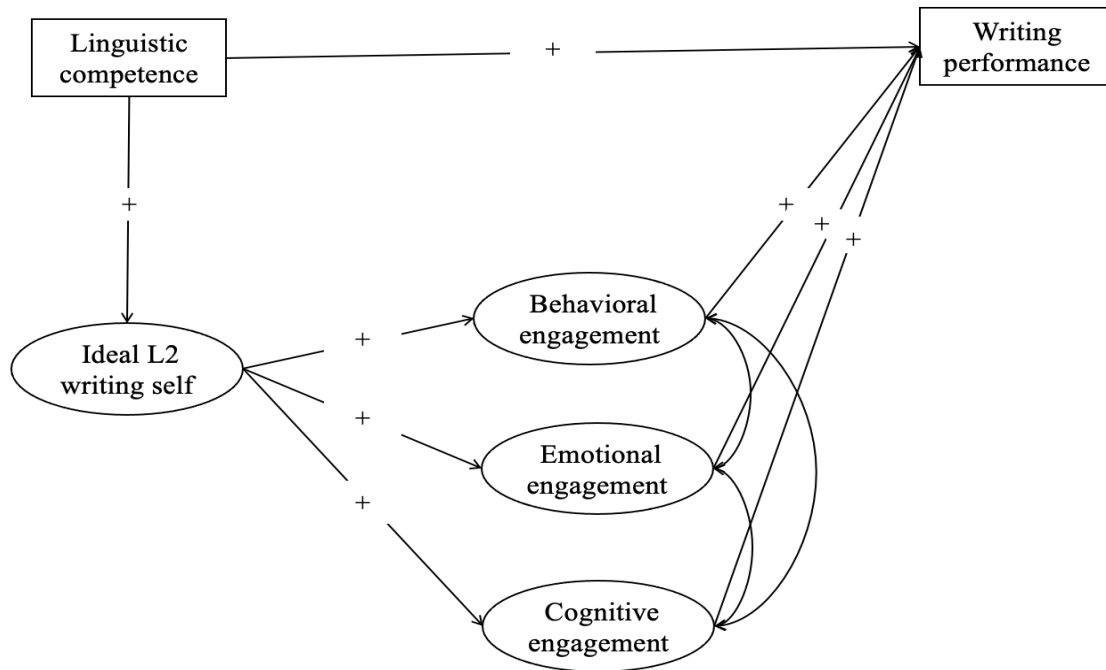 Linguistic
competence
+
Writing
performance
+
+
+
+
Ideal L2
writing self
+
+
+
Behavioral
engagement
Emotional
engagement
Cognitive
engagement